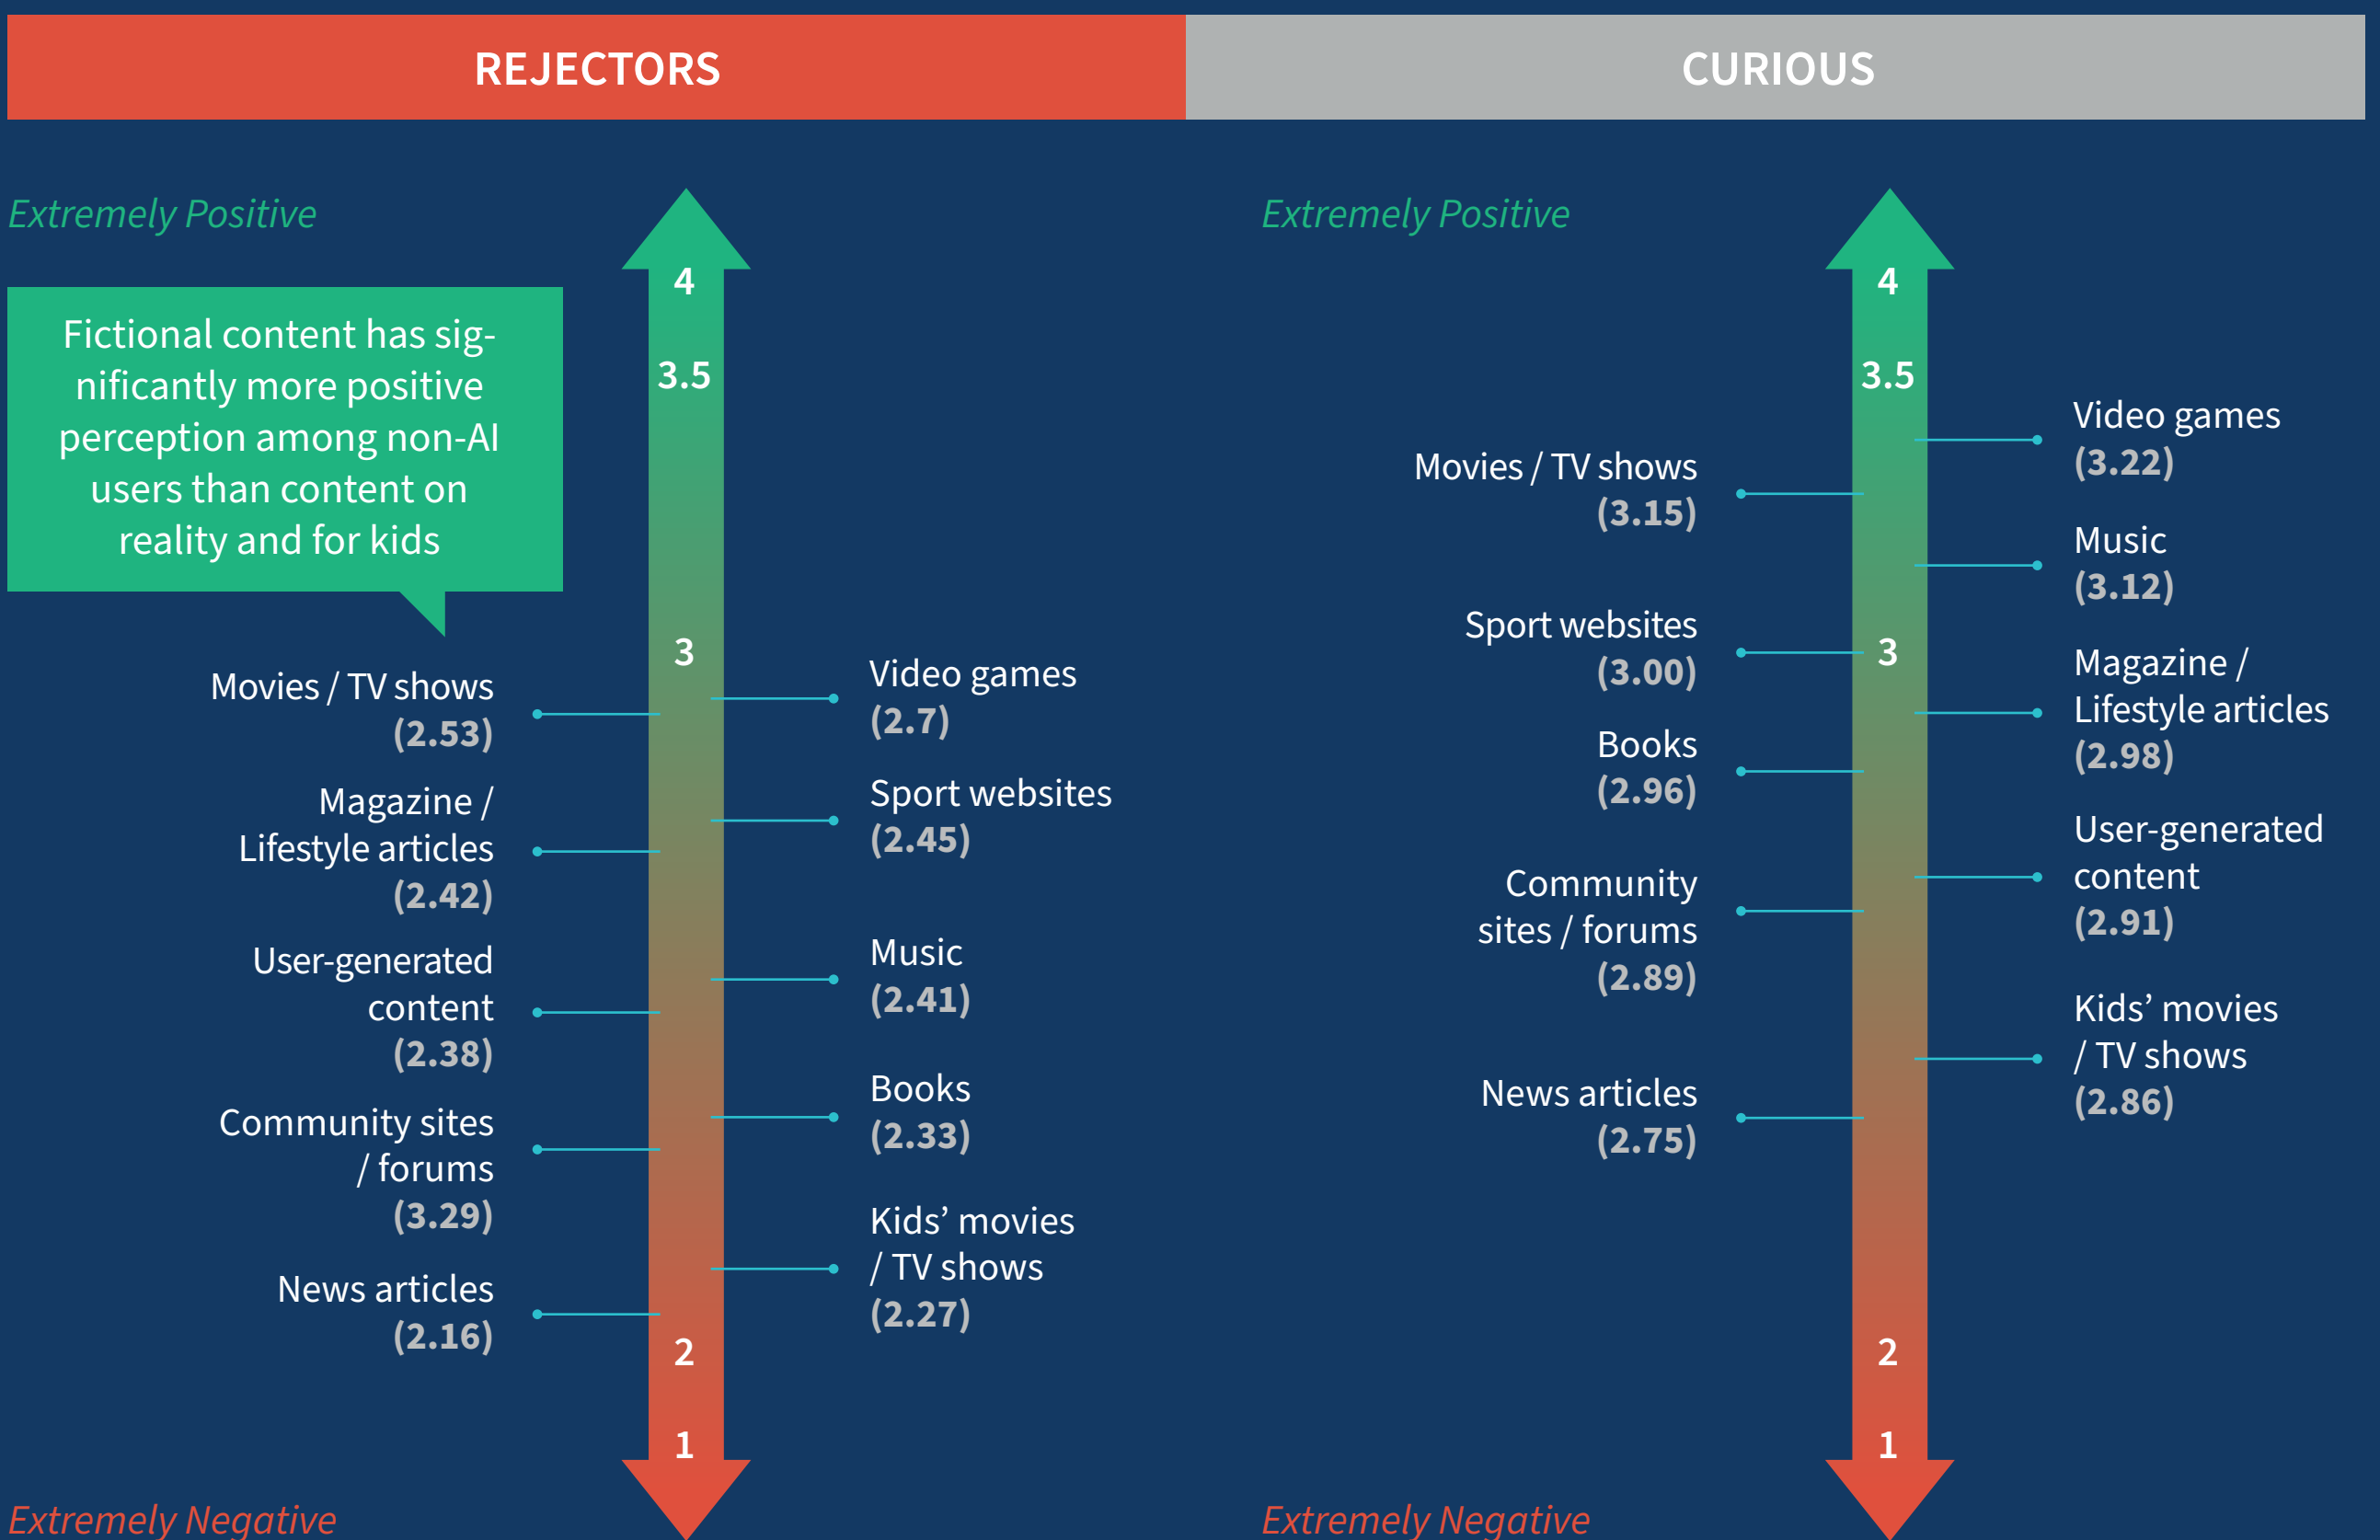 REJECTORS
CURIOUS
Extremely Positive
4
Fictional content has sig-
nificantly more positive
perception among non-AI
users than content on
reality and for kids
3.5
3
Movies / TV shows
(2.53)
Video games
(2.7)
Magazine /
Lifestyle articles
(2.42)
Sport websites
(2.45)
User-generated
content
(2.38)
Music
(2.41)
Community sites
/ forums
(3.29)
Books
(2.33)
News articles
(2.16)
Kids’ movies
/ TV shows
(2.27)
2
1
Extremely Negative
Extremely Positive
4
3.5
Video games
(3.22)
Movies / TV shows
(3.15)
Music
(3.12)
Sport websites
(3.00)
3
Magazine /
Lifestyle articles
(2.98)
Books
(2.96)
User-generated
content
(2.91)
Community
sites / forums
(2.89)
Kids’ movies
/ TV shows
(2.86)
News articles
(2.75)
2
1
Extremely Negative